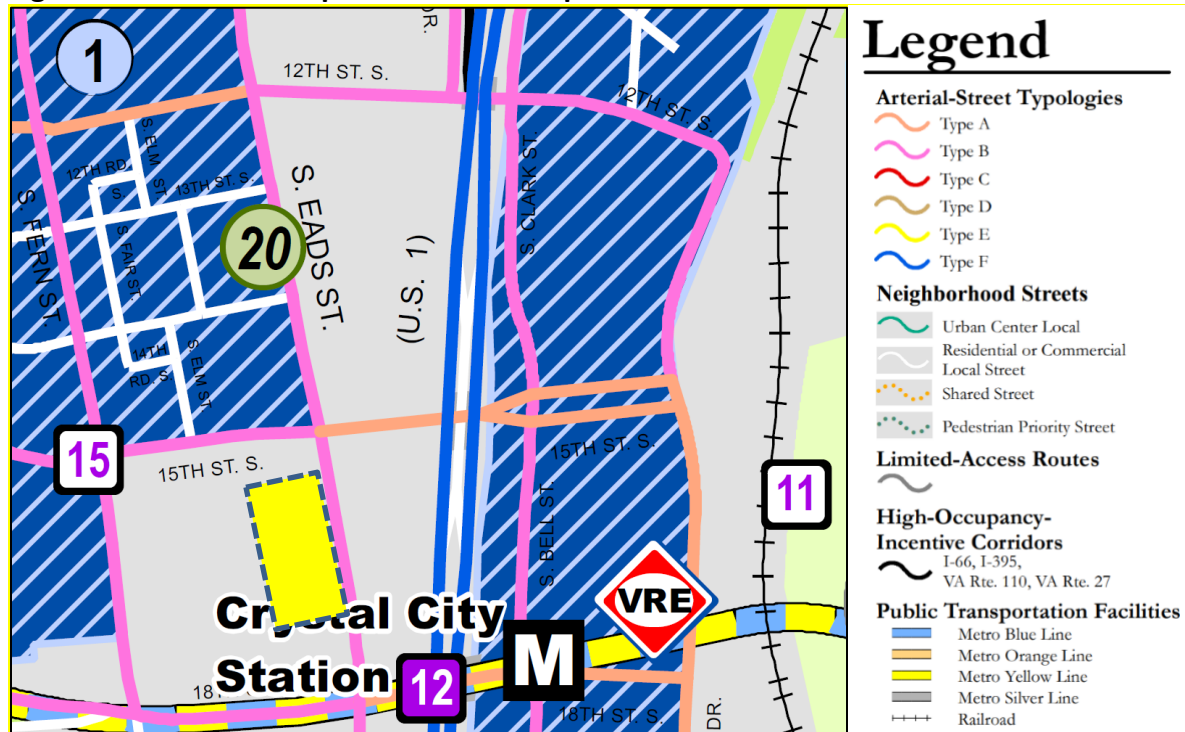 1
DR.
12TH ST. S.
12TH ST. S.
S. ELM ST.
12TH RD.
S.
13TH ST. S.
S. FERN ST.
S. FAIR ST.
20
S. EADS ST.
(U.S. 1)
S. CLARK ST.
14TH
RD. S.
S. ELM ST.
15
15TH ST. S.
15TH ST. S.
11
S. BELL ST.
VRE
Crystal City
Station
12
M
18TH ST. S.
DR.
Legend
Arterial-Street Typologies
Type A
Type B
Type C
Type D
Type E
Type F
Neighborhood Streets
Urban Center Local
Residential or Commercial
Local Street
Shared Street
Pedestrian Priority Street
Limited-Access Routes
High-Occupancy-
Incentive Corridors
I-66, I-395,
VA Rte. 110, VA Rte. 27
Public Transportation Facilities
Metro Blue Line
Metro Orange Line
Metro Yellow Line
Metro Silver Line
Railroad